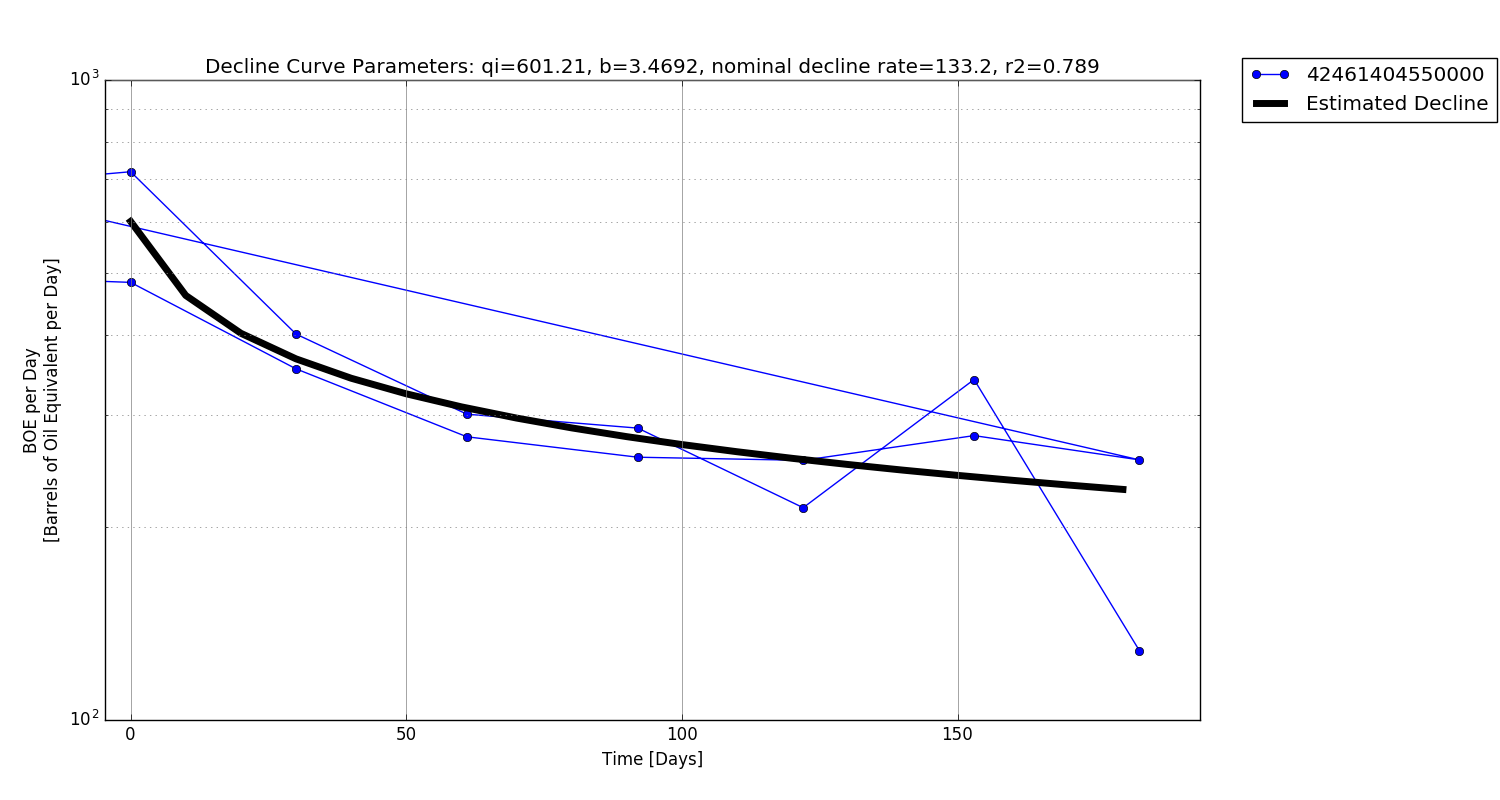 Decline Curve Parameters: qi=601.21, b=3.4692, nominal decline rate=133.2, r2=0.789
10^3
42461404550000
Estimated Decline
BOE per Day
[Barrels of Oil Equivalent per Day]
10^2
0 50 100 150
Time [Days]